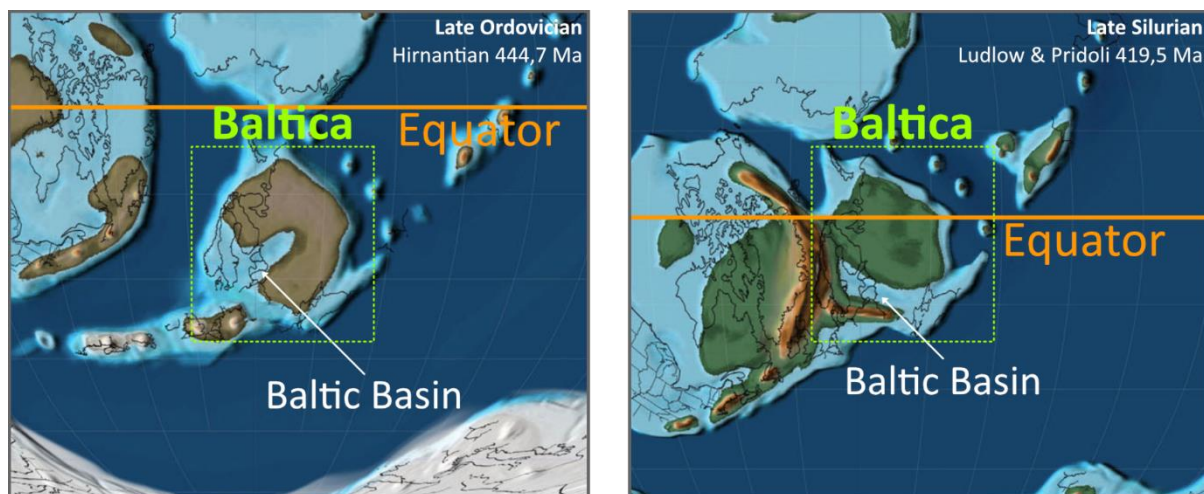 Late Ordovician
Hirnantian 444,7 Ma
Baltica
Equator
Baltic Basin
Late Silurian
Ludlow & Pridoli 419,5 Ma
Baltica
Equator
Baltic Basin